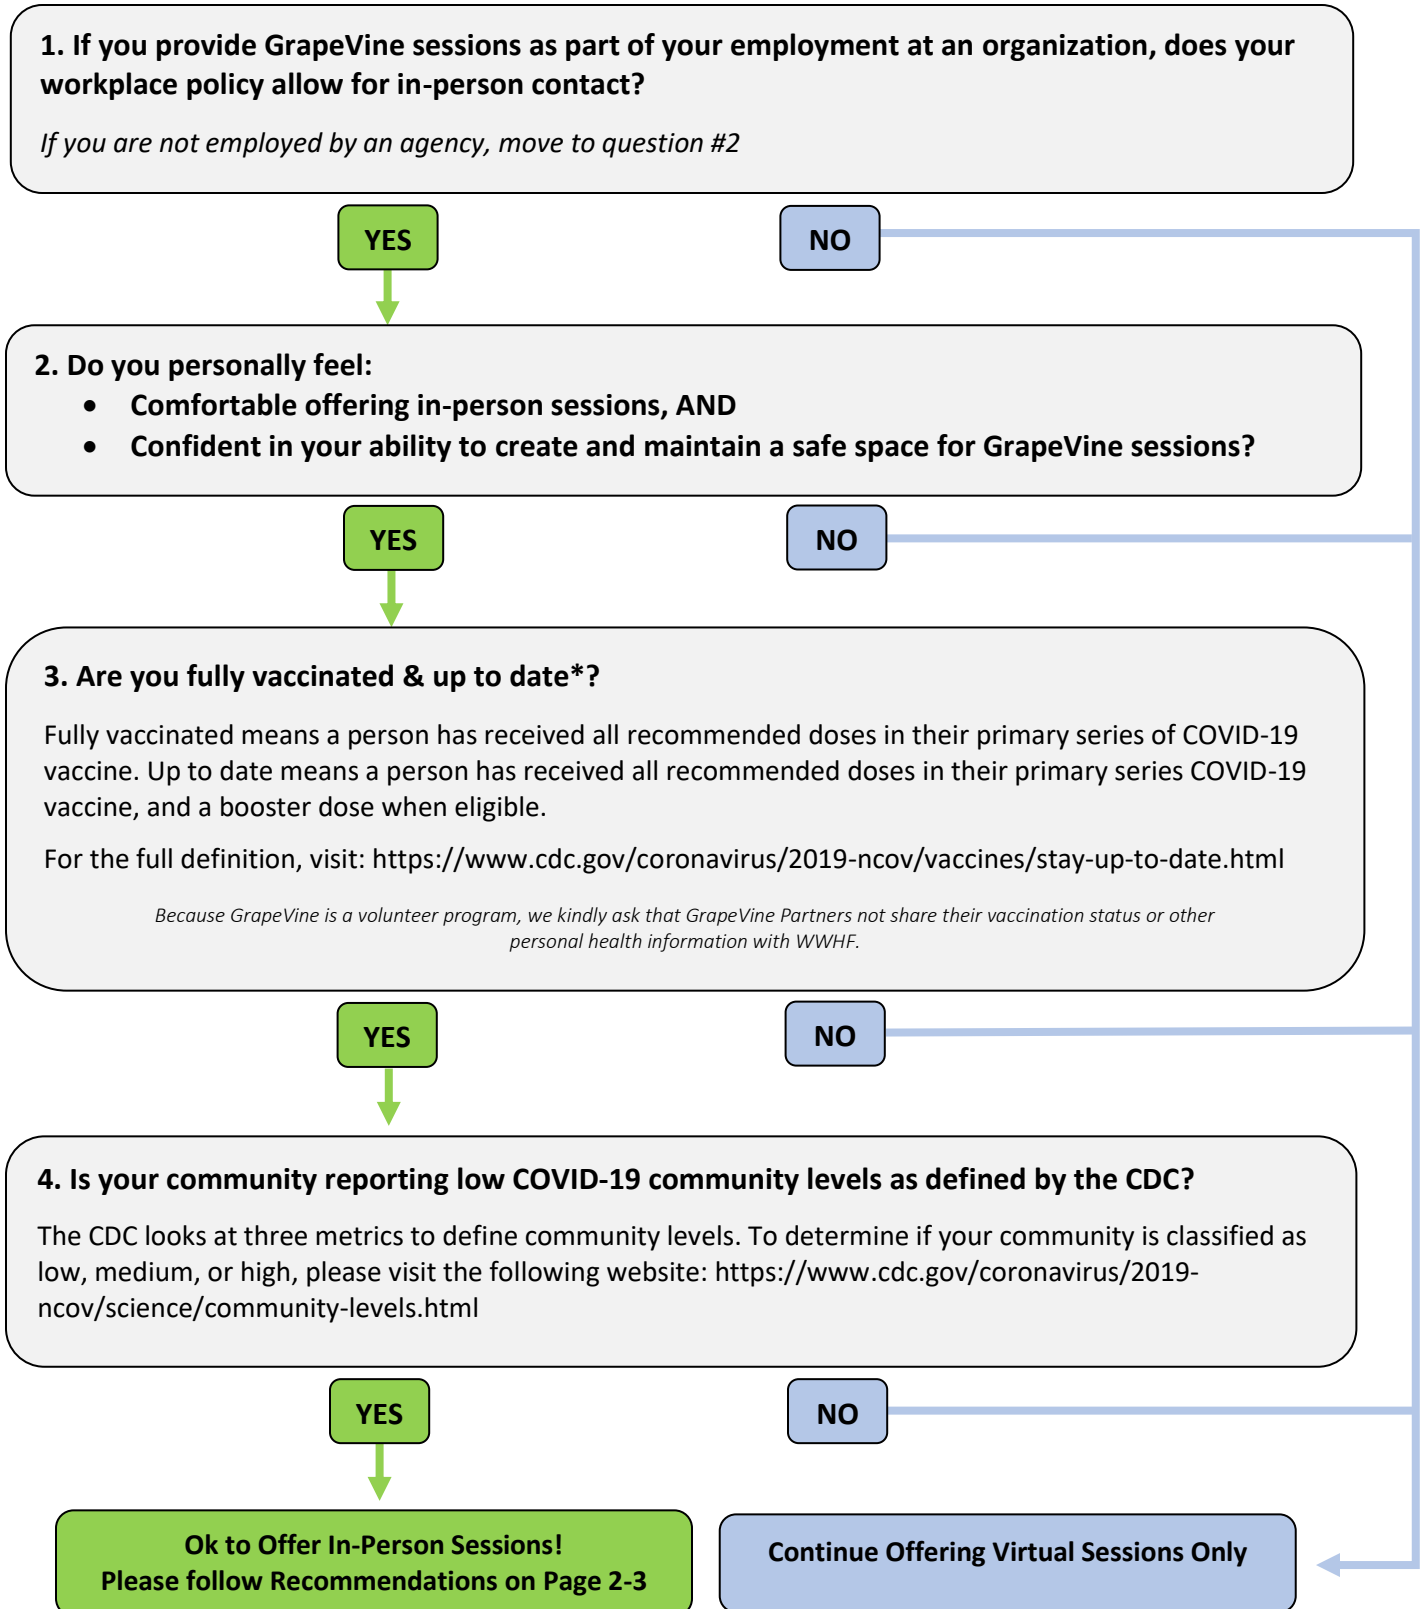 1. If you provide GrapeVine sessions as part of your employment at an organization, does your
workplace policy allow for in-person contact?
If you are not employed by an agency, move to question #2
YES
NO
2. Do you personally feel:
• Comfortable offering in-person sessions, AND
• Confident in your ability to create and maintain a safe space for GrapeVine sessions?
YES
NO
3. Are you fully vaccinated & up to date*?
Fully vaccinated means a person has received all recommended doses in their primary series of COVID-19
vaccine. Up to date means a person has received all recommended doses in their primary series COVID-19
vaccine, and a booster dose when eligible.
For the full definition, visit: https://www.cdc.gov/coronavirus/2019-ncov/vaccines/stay-up-to-date.html
Because GrapeVine is a volunteer program, we kindly ask that GrapeVine Partners not share their vaccination status or other
personal health information with WWHF.
YES
NO
4. Is your community reporting low COVID-19 community levels as defined by the CDC?
The CDC looks at three metrics to define community levels. To determine if your community is classified as
low, medium, or high, please visit the following website: https://www.cdc.gov/coronavirus/2019-
ncov/science/community-levels.html
YES
NO
Ok to Offer In-Person Sessions!
Please follow Recommendations on Page 2-3
Continue Offering Virtual Sessions Only